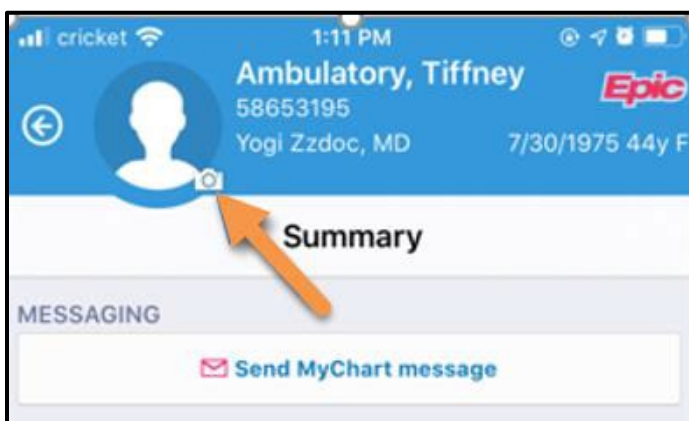 cricket 1:11 PM
Ambulatory, Tiffney Epic
58653195
Yogi Zzdoc, MD 7/30/1975 44y F
Summary
MESSAGING
Send MyChart message